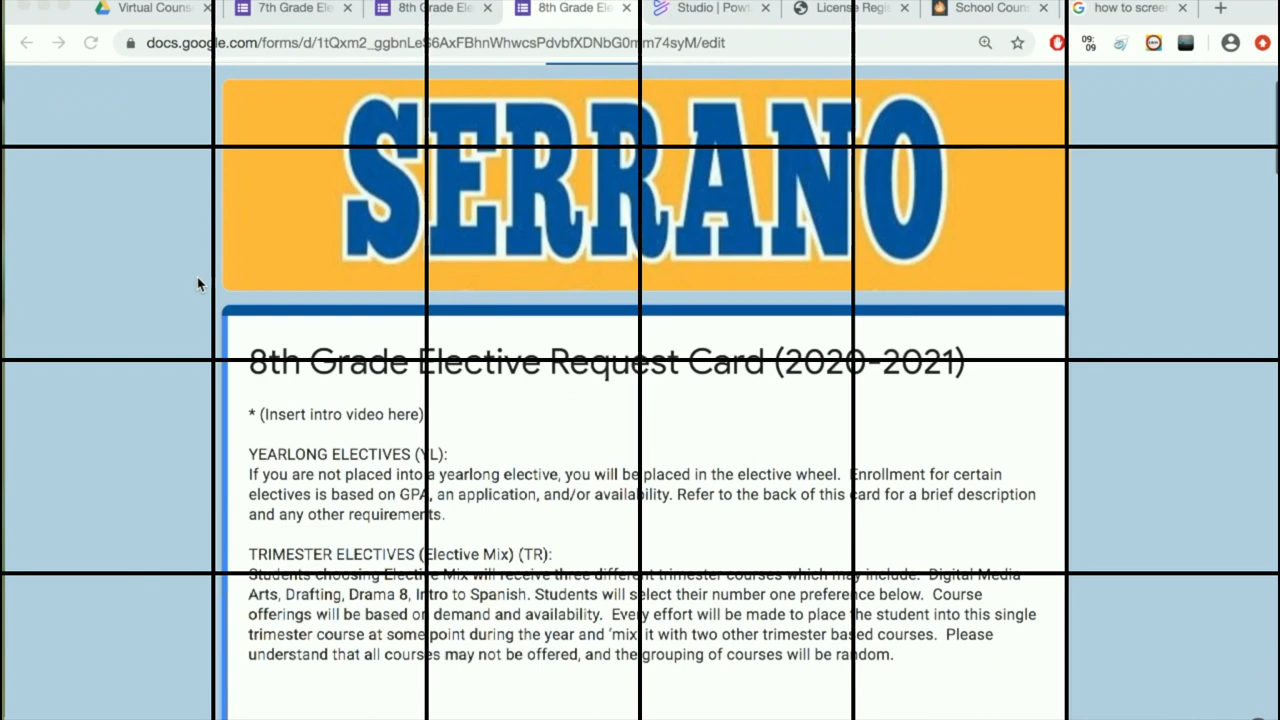 Virtual Couns
7th Grade Ele
8th Grade Ele
8th Grade Ele
Studio | Powt
License Regi
School Coun
how to scree
docs.google.com/forms/d/1tQxm2_ggbnLeS6AxFBhnWhwcsPdvbfXDNbG0mm74syM/edit
09:
09
SERRANO
8th Grade Elective Request Card (2020-2021)
* (Insert intro video here)
YEARLONG ELECTIVES (YL):
If you are not placed into a yearlong elective, you will be placed in the elective wheel. Enrollment for certain
electives is based on GPA, an application, and/or availability. Refer to the back of this card for a brief description
and any other requirements.
TRIMESTER ELECTIVES (Elective Mix) (TR):
Students choosing Elective Mix will receive three different trimester courses which may include: Digital Media
Arts, Drafting, Drama 8, Intro to Spanish. Students will select their number one preference below. Course
offerings will be based on demand and availability. Every effort will be made to place the student into this single
trimester course at some point during the year and 'mix' it with two other trimester based courses. Please
understand that all courses may not be offered, and the grouping of courses will be random.